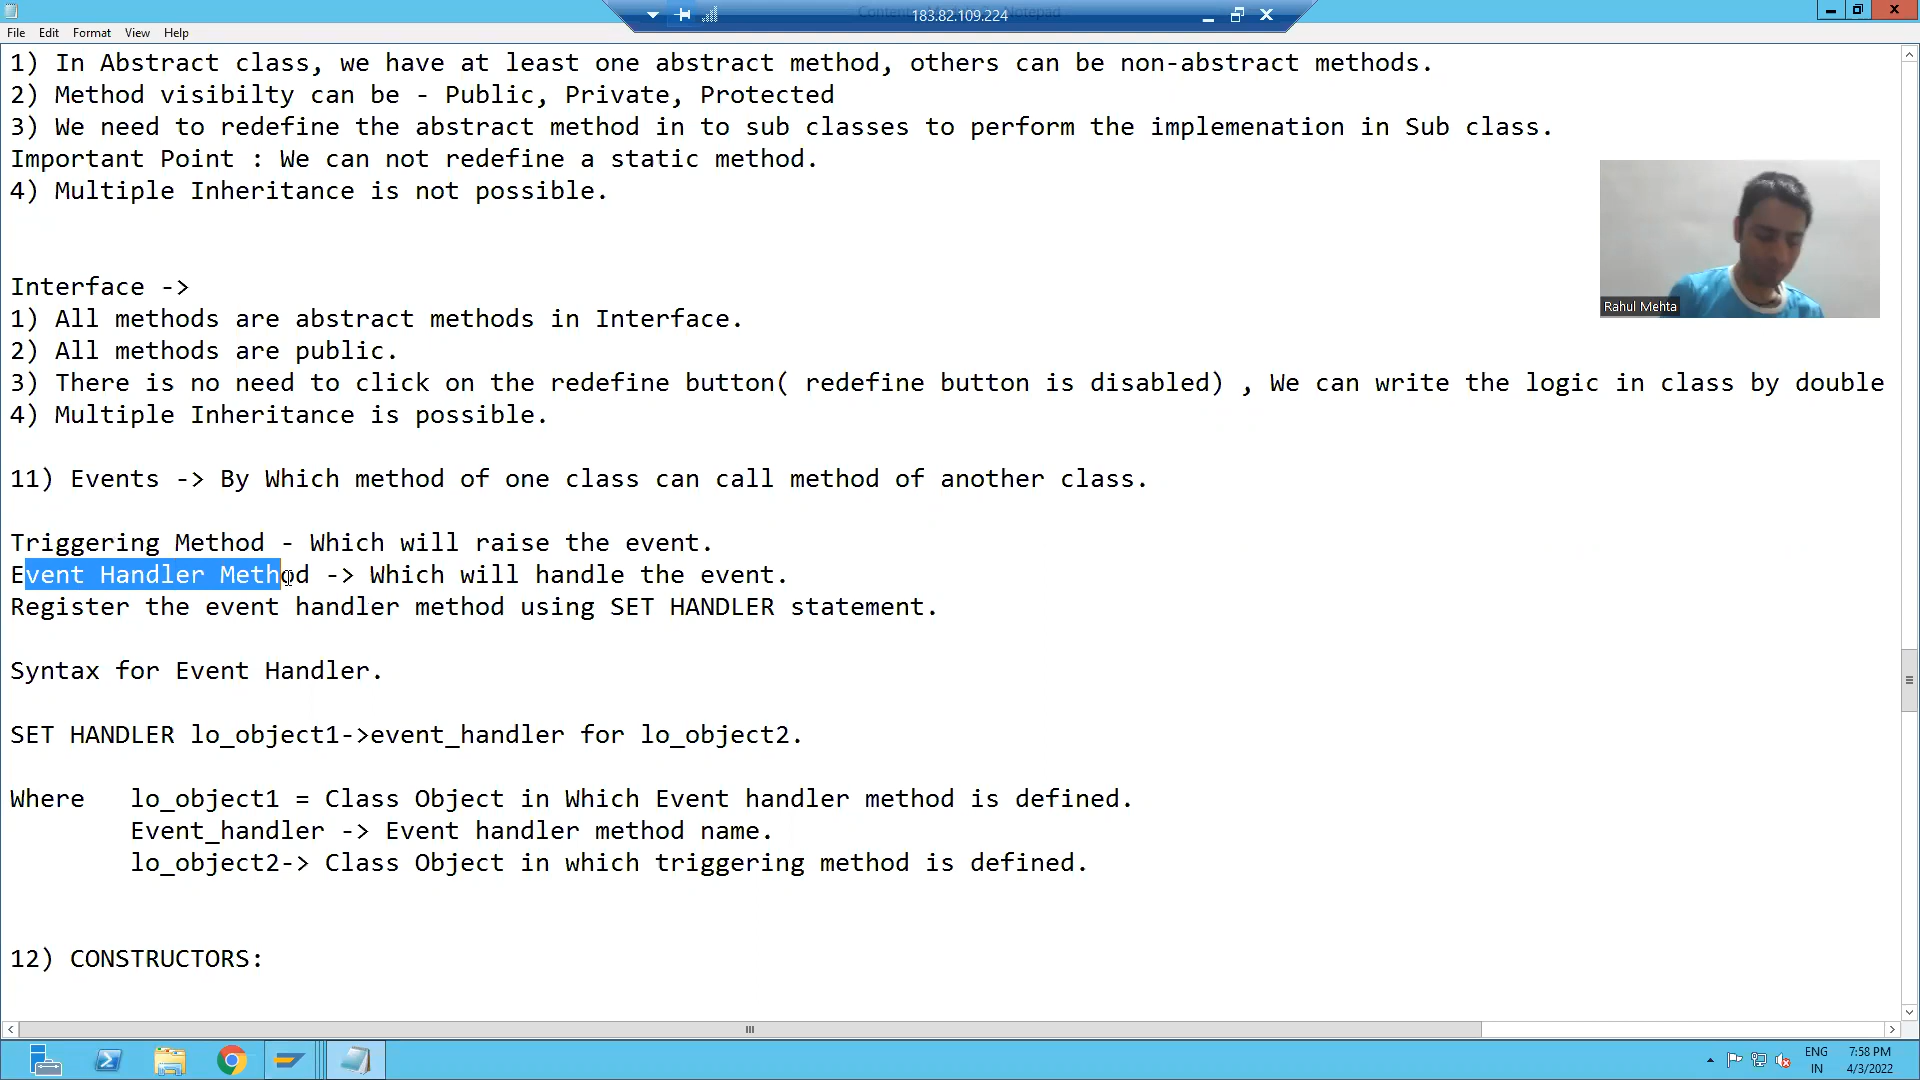 183.82.109.224
File Edit Format View Help
1) In Abstract class, we have at least one abstract method, others can be non-abstract methods.
2) Method visibilty can be - Public, Private, Protected
3) We need to redefine the abstract method in to sub classes to perform the implemenation in Sub class.
Important Point : We can not redefine a static method.
4) Multiple Inheritance is not possible.
Rahul Mehta
Interface ->
1) All methods are abstract methods in Interface.
2) All methods are public.
3) There is no need to click on the redefine button( redefine button is disabled) , We can write the logic in class by double
4) Multiple Inheritance is possible.
11) Events -> By Which method of one class can call method of another class.
Triggering Method - Which will raise the event.
Event Handler Method -> Which will handle the event.
Register the event handler method using SET HANDLER statement.
Syntax for Event Handler.
SET HANDLER lo_object1->event_handler for lo_object2.
Where lo_object1 = Class Object in Which Event handler method is defined.
Event_handler -> Event handler method name.
lo_object2-> Class Object in which triggering method is defined.
12) CONSTRUCTORS:
ENG
IN
7:58 PM
4/3/2022